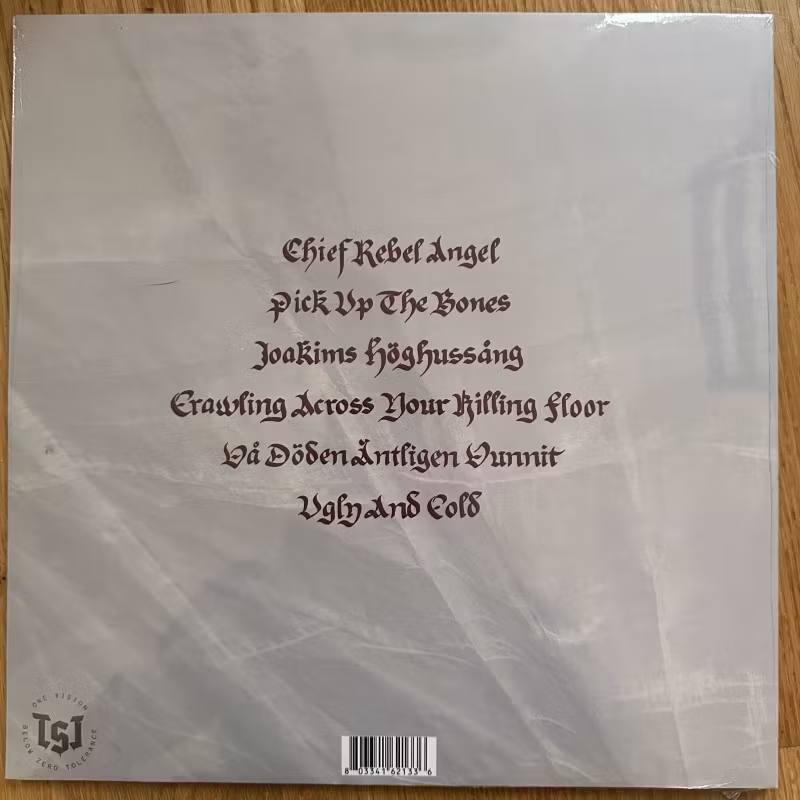 Chief Rebel Angel
Pick Up The Bones
Joakims Höghussång
Crawling Across Your Killing Floor
Då Döden Äntligen Vunnit
Ugly And Cold
ONE VISION
BELOW ZERO TOLERANCE
8 03341 62133 6